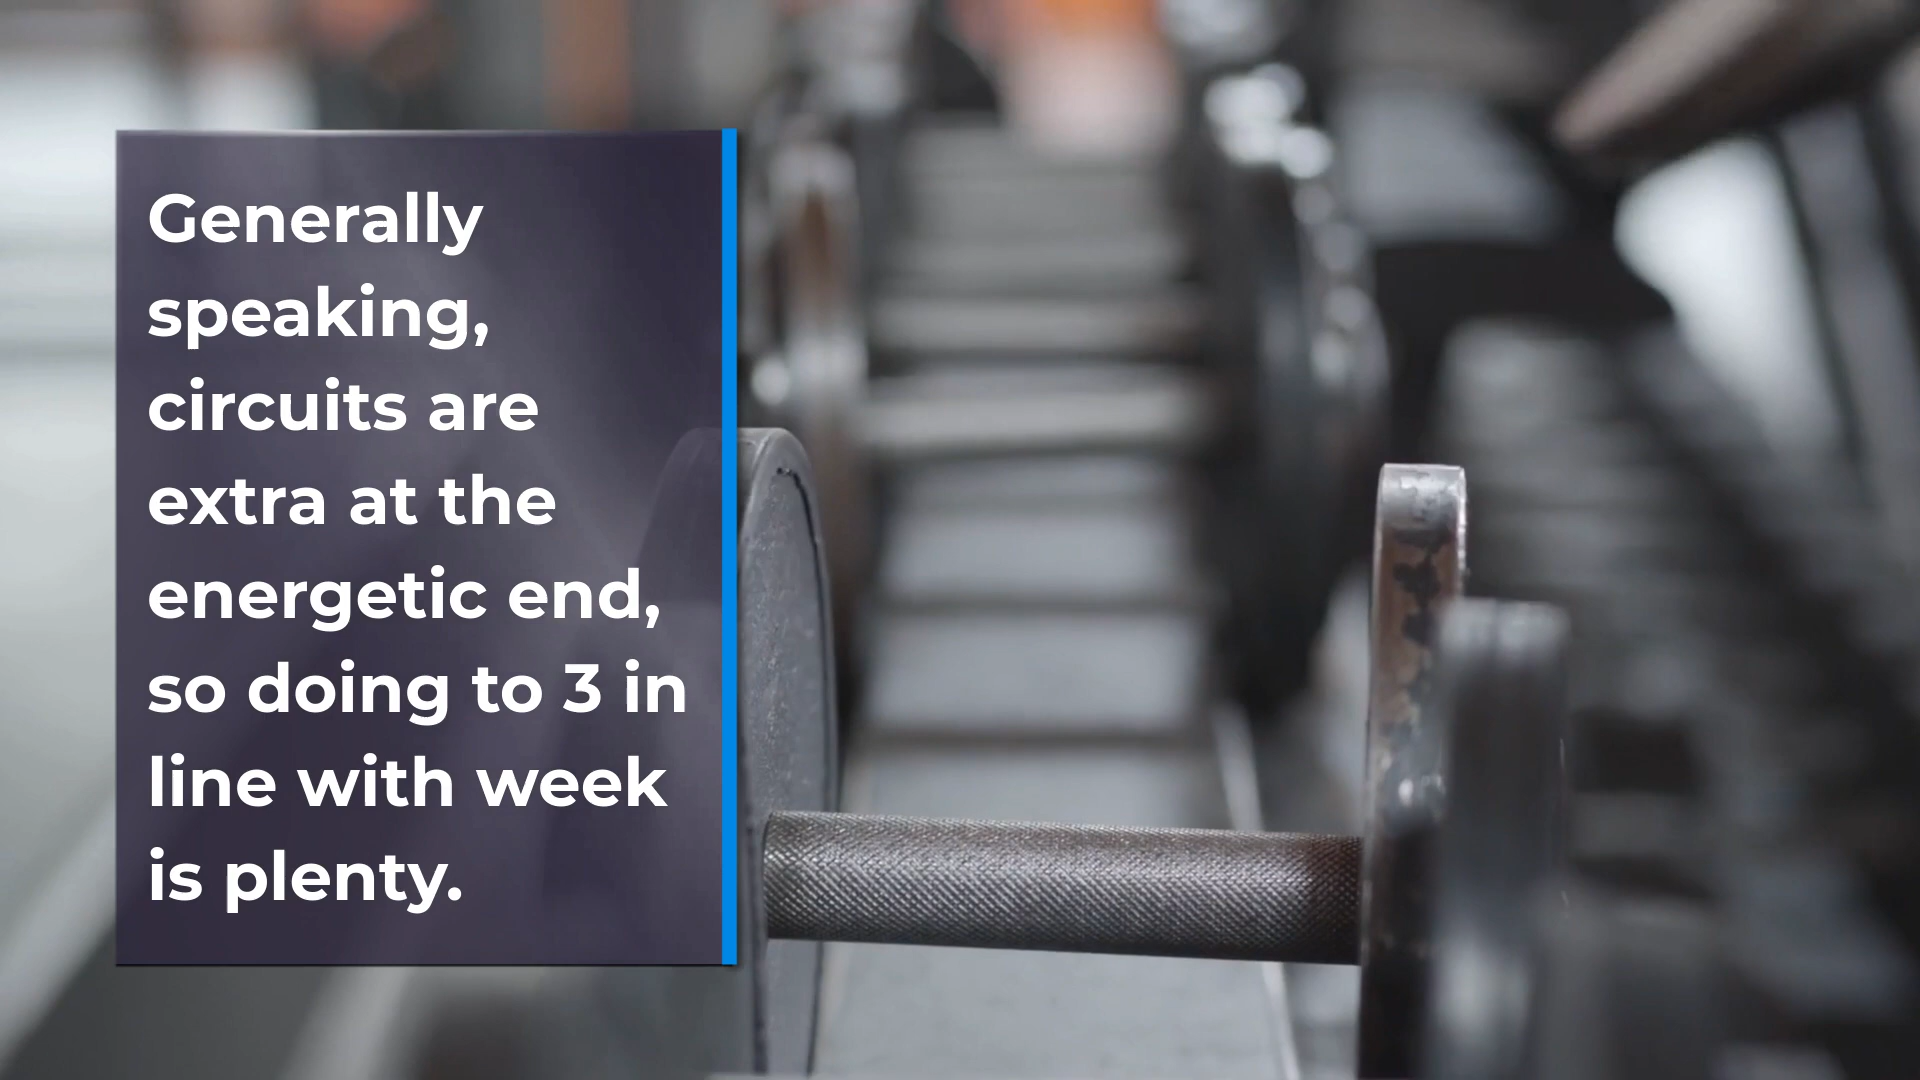 Generally
speaking,
circuits are
extra at the
energetic end,
so doing to 3 in
line with week
is plenty.